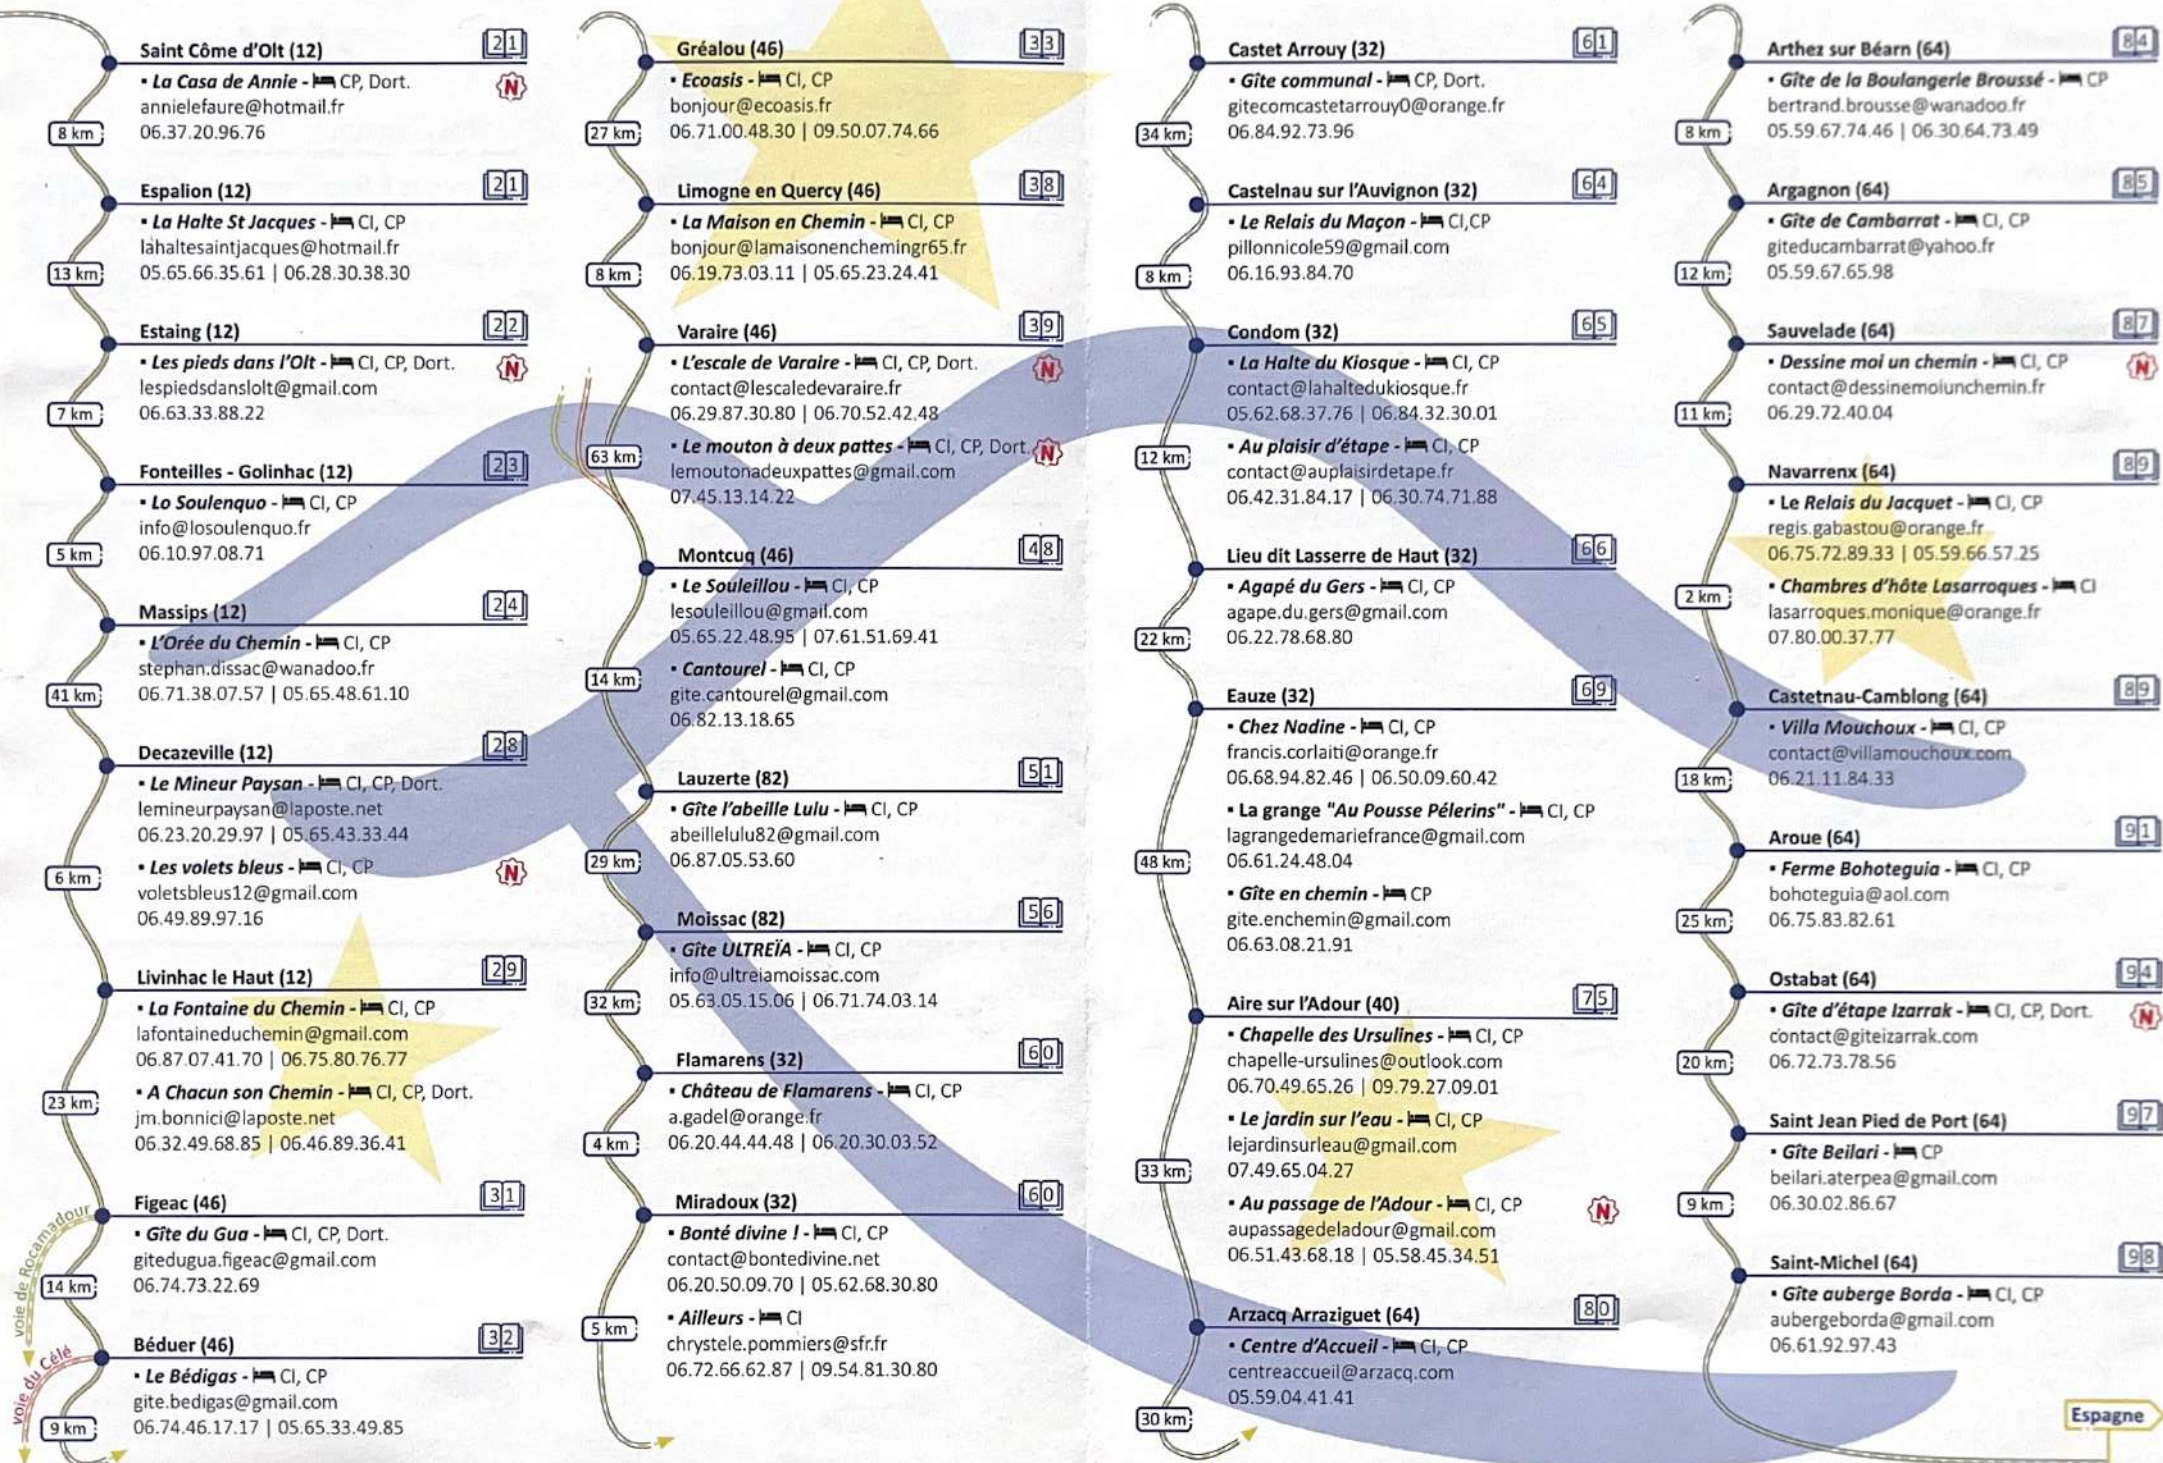 Saint Côme d'Olt (12) 21
▪ La Casa de Annie - CP, Dort. N
annielefaure@hotmail.fr
06.37.20.96.76
8 km
Espalion (12) 21
▪ La Halte St Jacques - CI, CP
lahaltesaintjacques@hotmail.fr
05.65.66.35.61 | 06.28.30.38.30
13 km
Estaing (12) 22
▪ Les pieds dans l'Olt - CI, CP, Dort. N
lespiedsdanslolt@gmail.com
06.63.33.88.22
7 km
Fonteilles - Golinhac (12) 23
▪ Lo Soulenquo - CI, CP
info@losoulenquo.fr
06.10.97.08.71
5 km
Massips (12) 24
▪ L'Orée du Chemin - CI, CP
stephan.dissac@wanadoo.fr
06.71.38.07.57 | 05.65.48.61.10
41 km
Decazeville (12) 28
▪ Le Mineur Paysan - CI, CP, Dort.
lemineurpaysan@laposte.net
06.23.20.29.97 | 05.65.43.33.44
6 km
▪ Les volets bleus - CI, CP N
voletsbleus12@gmail.com
06.49.89.97.16
Livinhac le Haut (12) 29
▪ La Fontaine du Chemin - CI, CP
lafontaineduchemin@gmail.com
06.87.07.41.70 | 06.75.80.76.77
23 km
▪ A Chacun son Chemin - CI, CP, Dort.
jm.bonnici@laposte.net
06.32.49.68.85 | 06.46.89.36.41
Figeac (46) 31
▪ Gîte du Gua - CI, CP, Dort.
gitedugua.figeac@gmail.com
06.74.73.22.69
voie de Rocamadour
14 km
Béduer (46) 32
▪ Le Bédigas - CI, CP
gite.bedigas@gmail.com
06.74.46.17.17 | 05.65.33.49.85
voie du Célé
9 km
Gréalou (46) 33
▪ Ecoasis - CI, CP
bonjour@ecoasis.fr
06.71.00.48.30 | 09.50.07.74.66
27 km
Limogne en Quercy (46) 38
▪ La Maison en Chemin - CI, CP
bonjour@lamaisonenchemingr65.fr
06.19.73.03.11 | 05.65.23.24.41
8 km
Varaire (46) 39
▪ L'escale de Varaire - CI, CP, Dort. N
contact@lescaledevaraire.fr
06.29.87.30.80 | 06.70.52.42.48
63 km
▪ Le mouton à deux pattes - CI, CP, Dort. N
lemoutonadeuxpattes@gmail.com
07.45.13.14.22
Montcuq (46) 48
▪ Le Souleillou - CI, CP
lesouleillou@gmail.com
05.65.22.48.95 | 07.61.51.69.41
14 km
▪ Cantourel - CI, CP
gite.cantourel@gmail.com
06.82.13.18.65
Lauzerte (82) 51
▪ Gîte l'abeille Lulu - CI, CP
abeillelulu82@gmail.com
06.87.05.53.60
29 km
Moissac (82) 56
▪ Gîte ULTREÏA - CI, CP
info@ultreiamoissac.com
05.63.05.15.06 | 06.71.74.03.14
32 km
Flamarens (32) 60
▪ Château de Flamarens - CI, CP
a.gadel@orange.fr
06.20.44.44.48 | 06.20.30.03.52
4 km
Miradoux (32) 60
▪ Bonté divine ! - CI, CP
contact@bontedivine.net
06.20.50.09.70 | 05.62.68.30.80
5 km
▪ Ailleurs - CI
chrystele.pommiers@sfr.fr
06.72.66.62.87 | 09.54.81.30.80
Castet Arrouy (32) 61
▪ Gîte communal - CP, Dort.
gitecomcastetarrouy0@orange.fr
06.84.92.73.96
34 km
Castelnau sur l'Auvignon (32) 64
▪ Le Relais du Maçon - CI,CP
pillonnicole59@gmail.com
06.16.93.84.70
8 km
Condom (32) 65
▪ La Halte du Kiosque - CI, CP
contact@lahaltedukiosque.fr
05.62.68.37.76 | 06.84.32.30.01
12 km
▪ Au plaisir d'étape - CI, CP
contact@auplaisirdetape.fr
06.42.31.84.17 | 06.30.74.71.88
Lieu dit Lasserre de Haut (32) 66
▪ Agapé du Gers - CI, CP
agape.du.gers@gmail.com
06.22.78.68.80
22 km
Eauze (32) 69
▪ Chez Nadine - CI, CP
francis.corlaiti@orange.fr
06.68.94.82.46 | 06.50.09.60.42
▪ La grange "Au Pousse Pélerins" - CI, CP
lagrangedemariefrance@gmail.com
06.61.24.48.04
48 km
▪ Gîte en chemin - CP
gite.enchemin@gmail.com
06.63.08.21.91
Aire sur l'Adour (40) 75
▪ Chapelle des Ursulines - CI, CP
chapelle-ursulines@outlook.com
06.70.49.65.26 | 09.79.27.09.01
▪ Le jardin sur l'eau - CI, CP
lejardinsurleau@gmail.com
07.49.65.04.27
33 km
▪ Au passage de l'Adour - CI, CP N
aupassagedeladour@gmail.com
06.51.43.68.18 | 05.58.45.34.51
Arzacq Arraziguet (64) 80
▪ Centre d'Accueil - CI, CP
centreaccueil@arzacq.com
05.59.04.41.41
30 km
Arthez sur Béarn (64) 84
▪ Gîte de la Boulangerie Broussé - CP
bertrand.brousse@wanadoo.fr
05.59.67.74.46 | 06.30.64.73.49
8 km
Argagnon (64) 85
▪ Gîte de Cambarrat - CI, CP
giteducambarrat@yahoo.fr
05.59.67.65.98
12 km
Sauvelade (64) 87
▪ Dessine moi un chemin - CI, CP N
contact@dessinemoiunchemin.fr
06.29.72.40.04
11 km
Navarrenx (64) 89
▪ Le Relais du Jacquet - CI, CP
regis.gabastou@orange.fr
06.75.72.89.33 | 05.59.66.57.25
2 km
▪ Chambres d'hôte Lasarroques - CI
lasarroques.monique@orange.fr
07.80.00.37.77
Castetnau-Camblong (64) 89
▪ Villa Mouchoux - CI, CP
contact@villamouchoux.com
06.21.11.84.33
18 km
Aroue (64) 91
▪ Ferme Bohoteguia - CI, CP
bohoteguia@aol.com
06.75.83.82.61
25 km
Ostabat (64) 94
▪ Gîte d'étape Izarrak - CI, CP, Dort. N
contact@giteizarrak.com
06.72.73.78.56
20 km
Saint Jean Pied de Port (64) 97
▪ Gîte Beilari - CP
beilari.aterpea@gmail.com
06.30.02.86.67
9 km
Saint-Michel (64) 98
▪ Gîte auberge Borda - CI, CP
aubergeborda@gmail.com
06.61.92.97.43
Espagne